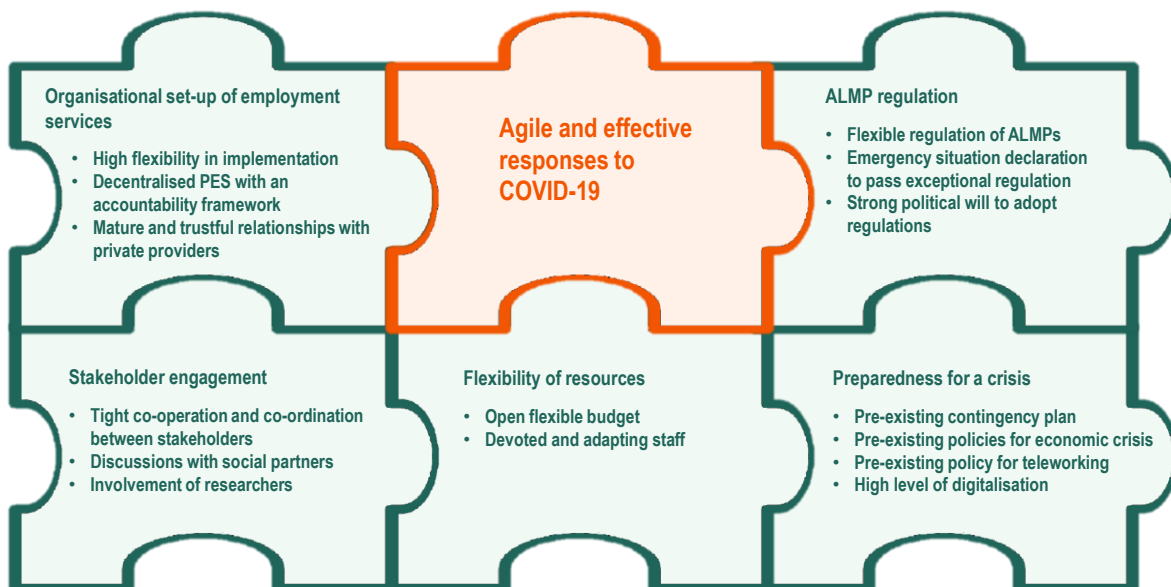 Organisational set-up of employment
services
• High flexibility in implementation
• Decentralised PES with an
accountability framework
• Mature and trustful relationships with
private providers
Agile and effective
responses to
COVID-19
ALMP regulation
• Flexible regulation of ALMPs
• Emergency situation declaration
to pass exceptional regulation
• Strong political will to adopt
regulations
Stakeholder engagement
• Tight co-operation and co-ordination
between stakeholders
• Discussions with social partners
• Involvement of researchers
Flexibility of resources
• Open flexible budget
• Devoted and adapting staff
Preparedness for a crisis
• Pre-existing contingency plan
• Pre-existing policies for economic crisis
• Pre-existing policy for teleworking
• High level of digitalisation